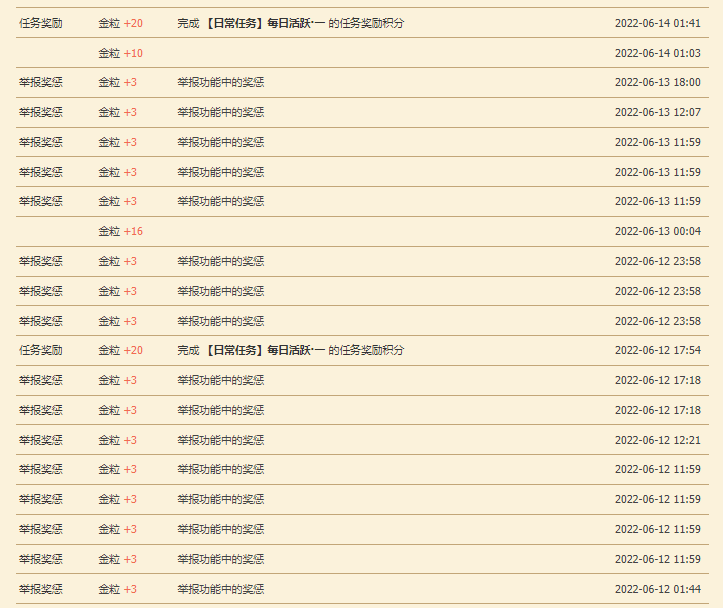 任务奖励 金粒 +20 完成 【日常任务】每日活跃·一 的任务奖励积分 2022-06-14 01:41
金粒 +10 2022-06-14 01:03
举报奖惩 金粒 +3 举报功能中的奖惩 2022-06-13 18:00
举报奖惩 金粒 +3 举报功能中的奖惩 2022-06-13 12:07
举报奖惩 金粒 +3 举报功能中的奖惩 2022-06-13 11:59
举报奖惩 金粒 +3 举报功能中的奖惩 2022-06-13 11:59
举报奖惩 金粒 +3 举报功能中的奖惩 2022-06-13 11:59
金粒 +16 2022-06-13 00:04
举报奖惩 金粒 +3 举报功能中的奖惩 2022-06-12 23:58
举报奖惩 金粒 +3 举报功能中的奖惩 2022-06-12 23:58
举报奖惩 金粒 +3 举报功能中的奖惩 2022-06-12 23:58
任务奖励 金粒 +20 完成 【日常任务】每日活跃·一 的任务奖励积分 2022-06-12 17:54
举报奖惩 金粒 +3 举报功能中的奖惩 2022-06-12 17:18
举报奖惩 金粒 +3 举报功能中的奖惩 2022-06-12 17:18
举报奖惩 金粒 +3 举报功能中的奖惩 2022-06-12 12:21
举报奖惩 金粒 +3 举报功能中的奖惩 2022-06-12 11:59
举报奖惩 金粒 +3 举报功能中的奖惩 2022-06-12 11:59
举报奖惩 金粒 +3 举报功能中的奖惩 2022-06-12 11:59
举报奖惩 金粒 +3 举报功能中的奖惩 2022-06-12 11:59
举报奖惩 金粒 +3 举报功能中的奖惩 2022-06-12 01:44